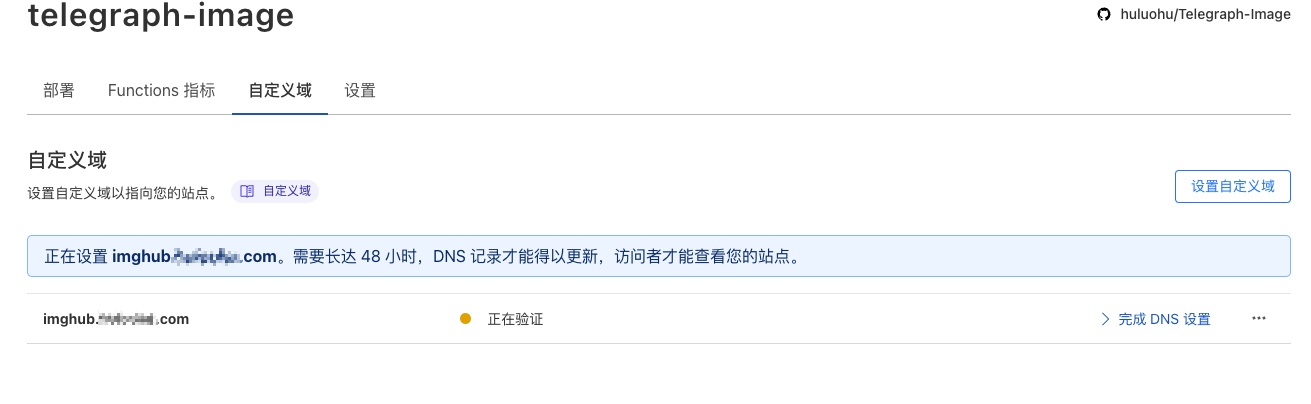 telegraph-image
huluohu/Telegraph-Image
部署 Functions 指标 自定义域 设置
自定义域
设置自定义域以指向您的站点。 自定义域
设置自定义域
正在设置 imghub. .com。需要长达 48 小时，DNS 记录才能得以更新，访问者才能查看您的站点。
imghub. .com 正在验证 完成 DNS 设置